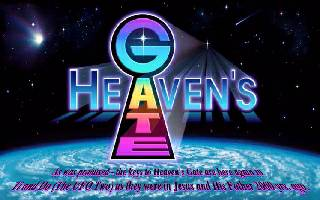 HEAVEN'S
GATE
As was promised - the keys to Heaven's Gate are here again in
Ti and Do (The UFO Two) as they were in Jesus and His Father 2000 yrs. ago.